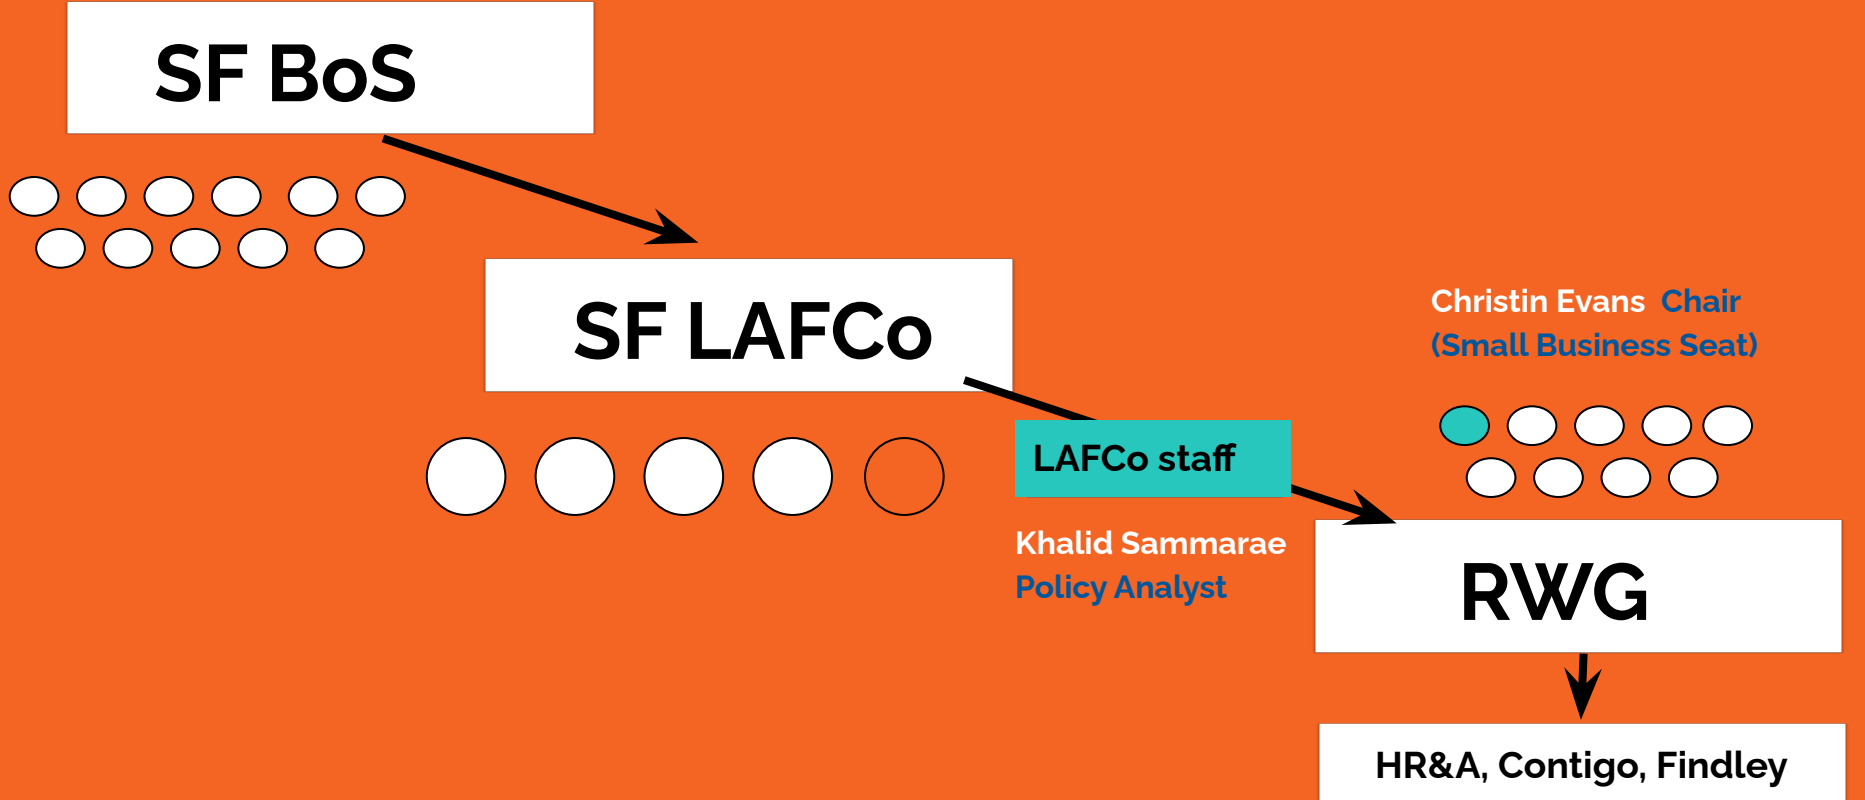 SF BoS
SF LAFCo
LAFCo staff
Khalid Sammarae
Policy Analyst
Christin Evans Chair
(Small Business Seat)
RWG
HR&A, Contigo, Findley